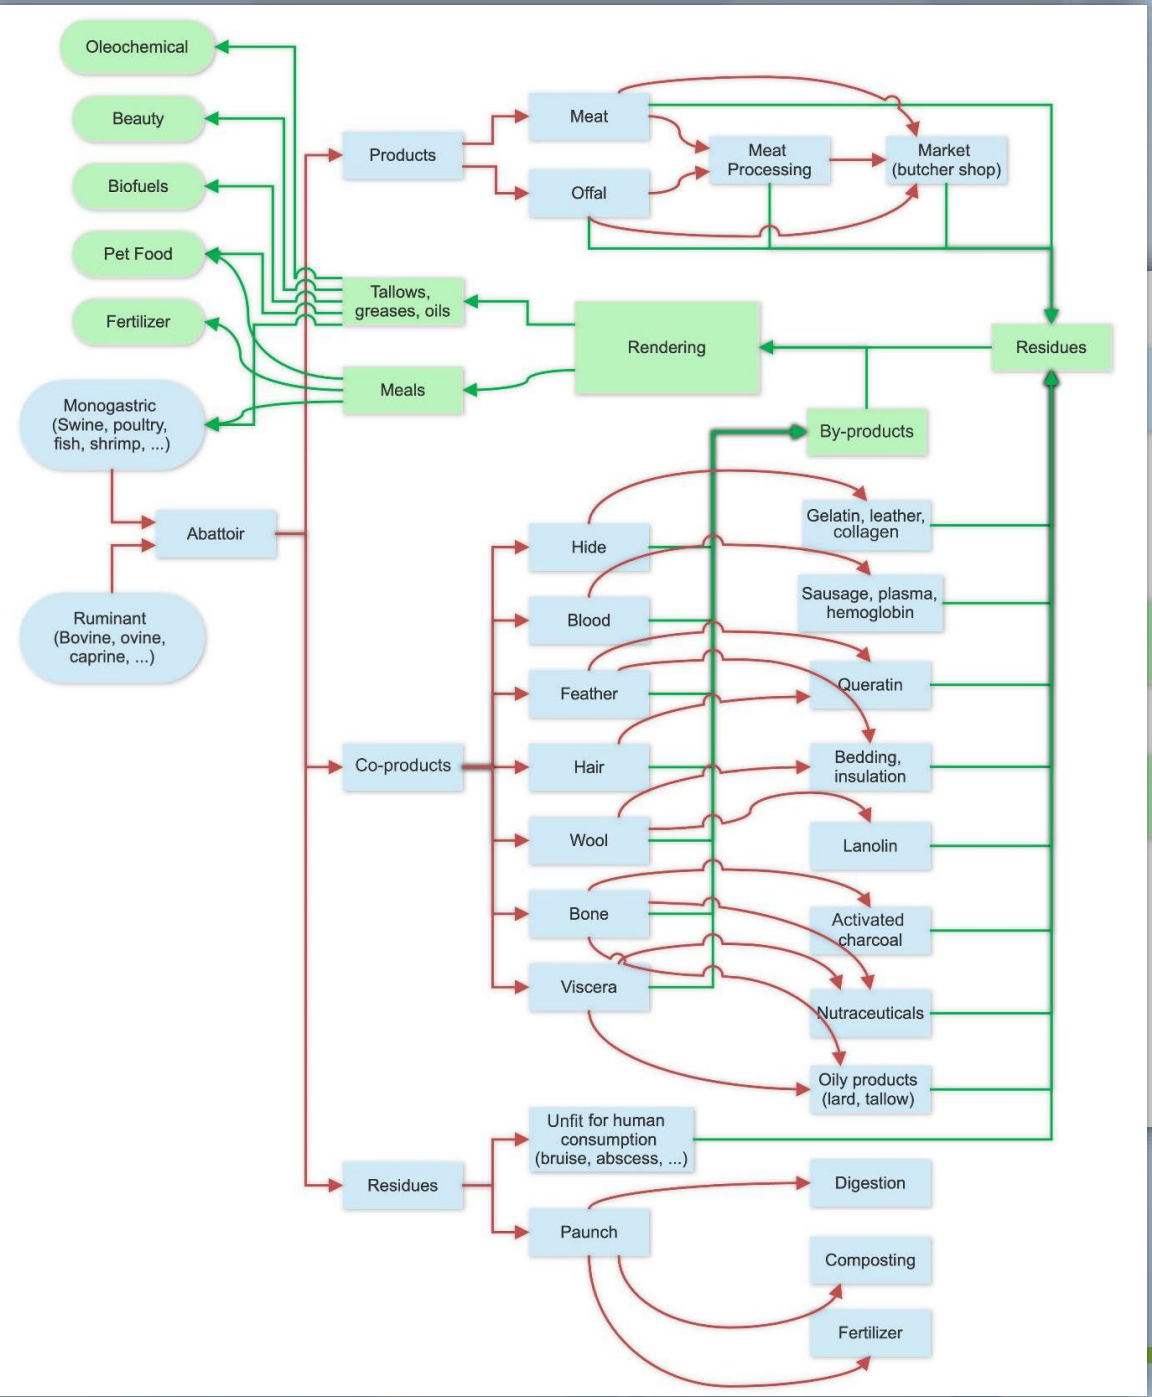 Oleochemical
Beauty
Biofuels
Pet Food
Fertilizer
Monogastric
(Swine, poultry,
fish, shrimp, ...)
Abattoir
Ruminant
(Bovine, ovine,
caprine, ...)
Products
Meat
Offal
Meat
Processing
Market
(butcher shop)
Tallows,
greases, oils
Meals
Rendering
Residues
By-products
Co-products
Hide
Blood
Feather
Hair
Wool
Bone
Viscera
Gelatin, leather,
collagen
Sausage, plasma,
hemoglobin
Queratin
Bedding,
insulation
Lanolin
Activated
charcoal
Nutraceuticals
Oily products
(lard, tallow)
Residues
Unfit for human
consumption
(bruise, abscess, ...)
Paunch
Digestion
Composting
Fertilizer